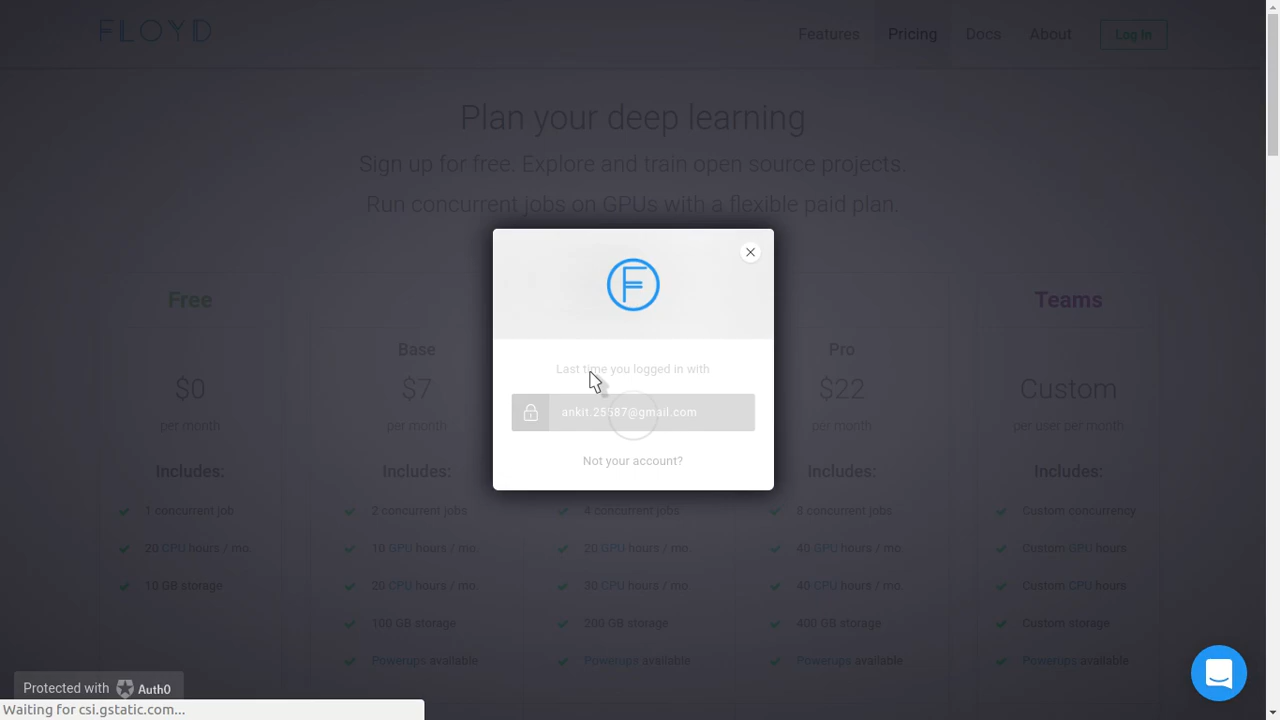 FLOYD
Features
Pricing
Docs
About
Log In
Plan your deep learning
Sign up for free. Explore and train open source projects.
Run concurrent jobs on GPUs with a flexible paid plan.
F
Last time you logged in with
ankit.25587@gmail.com
Not your account?
Free
$0
per month
Includes:
1 concurrent job
20 CPU hours / mo.
10 GB storage
Base
$7
per month
Includes:
2 concurrent jobs
10 GPU hours / mo.
20 CPU hours / mo.
100 GB storage
Powerups available
4 concurrent jobs
20 GPU hours / mo.
30 CPU hours / mo.
200 GB storage
Powerups available
Pro
$22
per month
Includes:
8 concurrent jobs
40 GPU hours / mo.
40 CPU hours / mo.
400 GB storage
Powerups available
Teams
Custom
per user per month
Includes:
Custom concurrency
Custom GPU hours
Custom CPU hours
Custom storage
Powerups available
Protected with Auth0
Waiting for csi.gstatic.com...